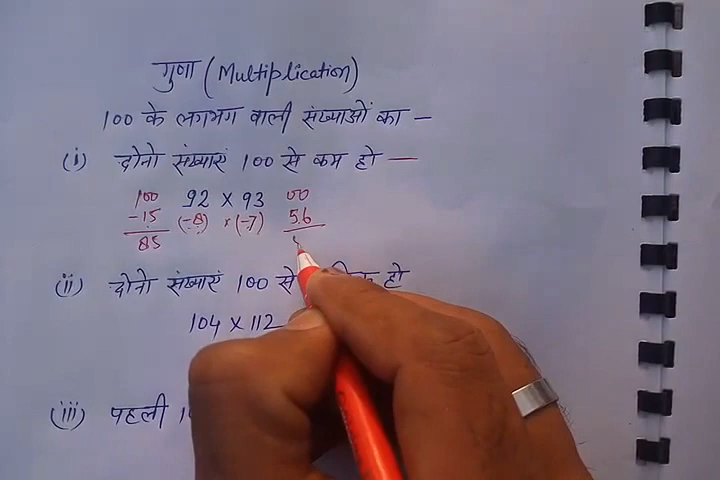 गुणा (Multiplication)
100 के लगभग वाली संख्याओं का —
(i) दोनो संख्याएं 100 से कम हो —
100 92 × 93 00
-15 (-8) × (-7) 56
85
(ii) दोनो संख्याएं 100 से हो
104 × 112
(iii) पहली